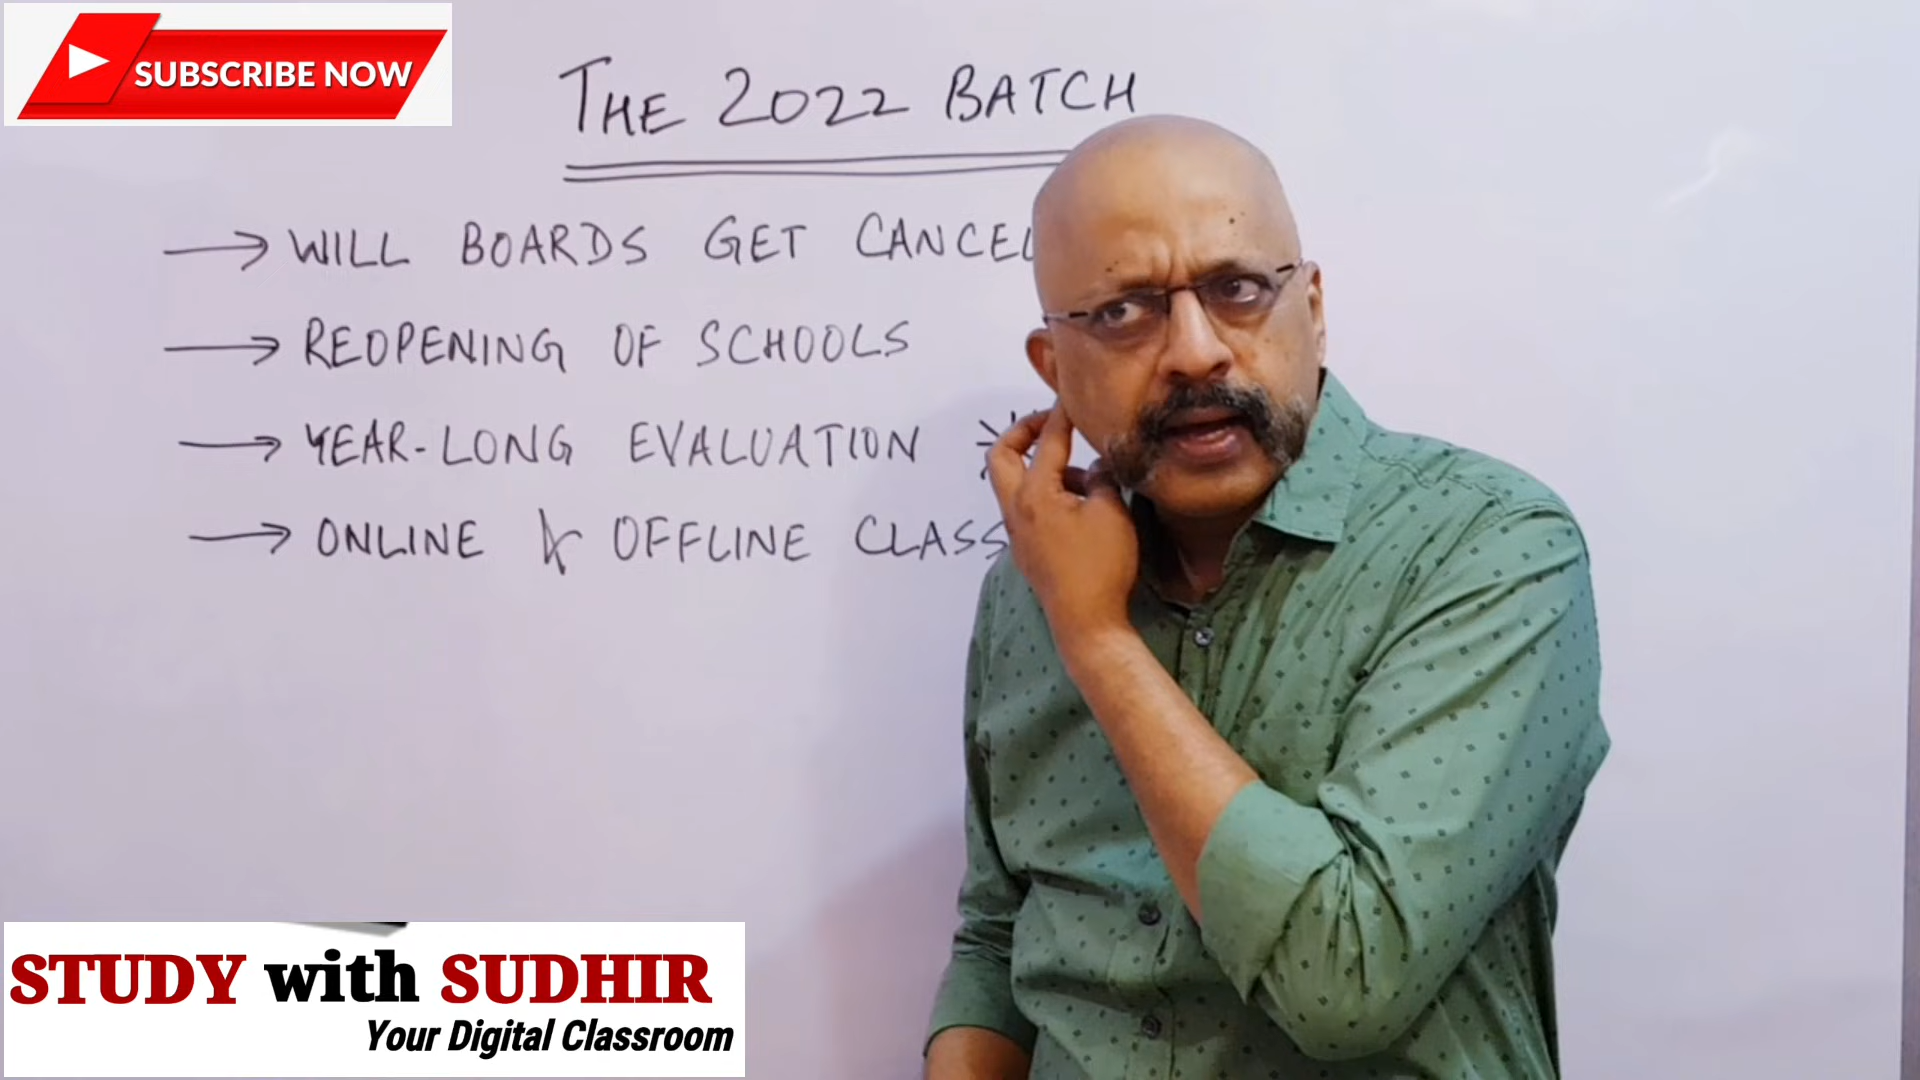 SUBSCRIBE NOW
THE 2022 BATCH
→ WILL BOARDS GET
→ REOPENING OF SCHOOLS
→ YEAR-LONG EVALUATION
→ ONLINE & OFFLINE CLASS
STUDY with SUDHIR
Your Digital Classroom